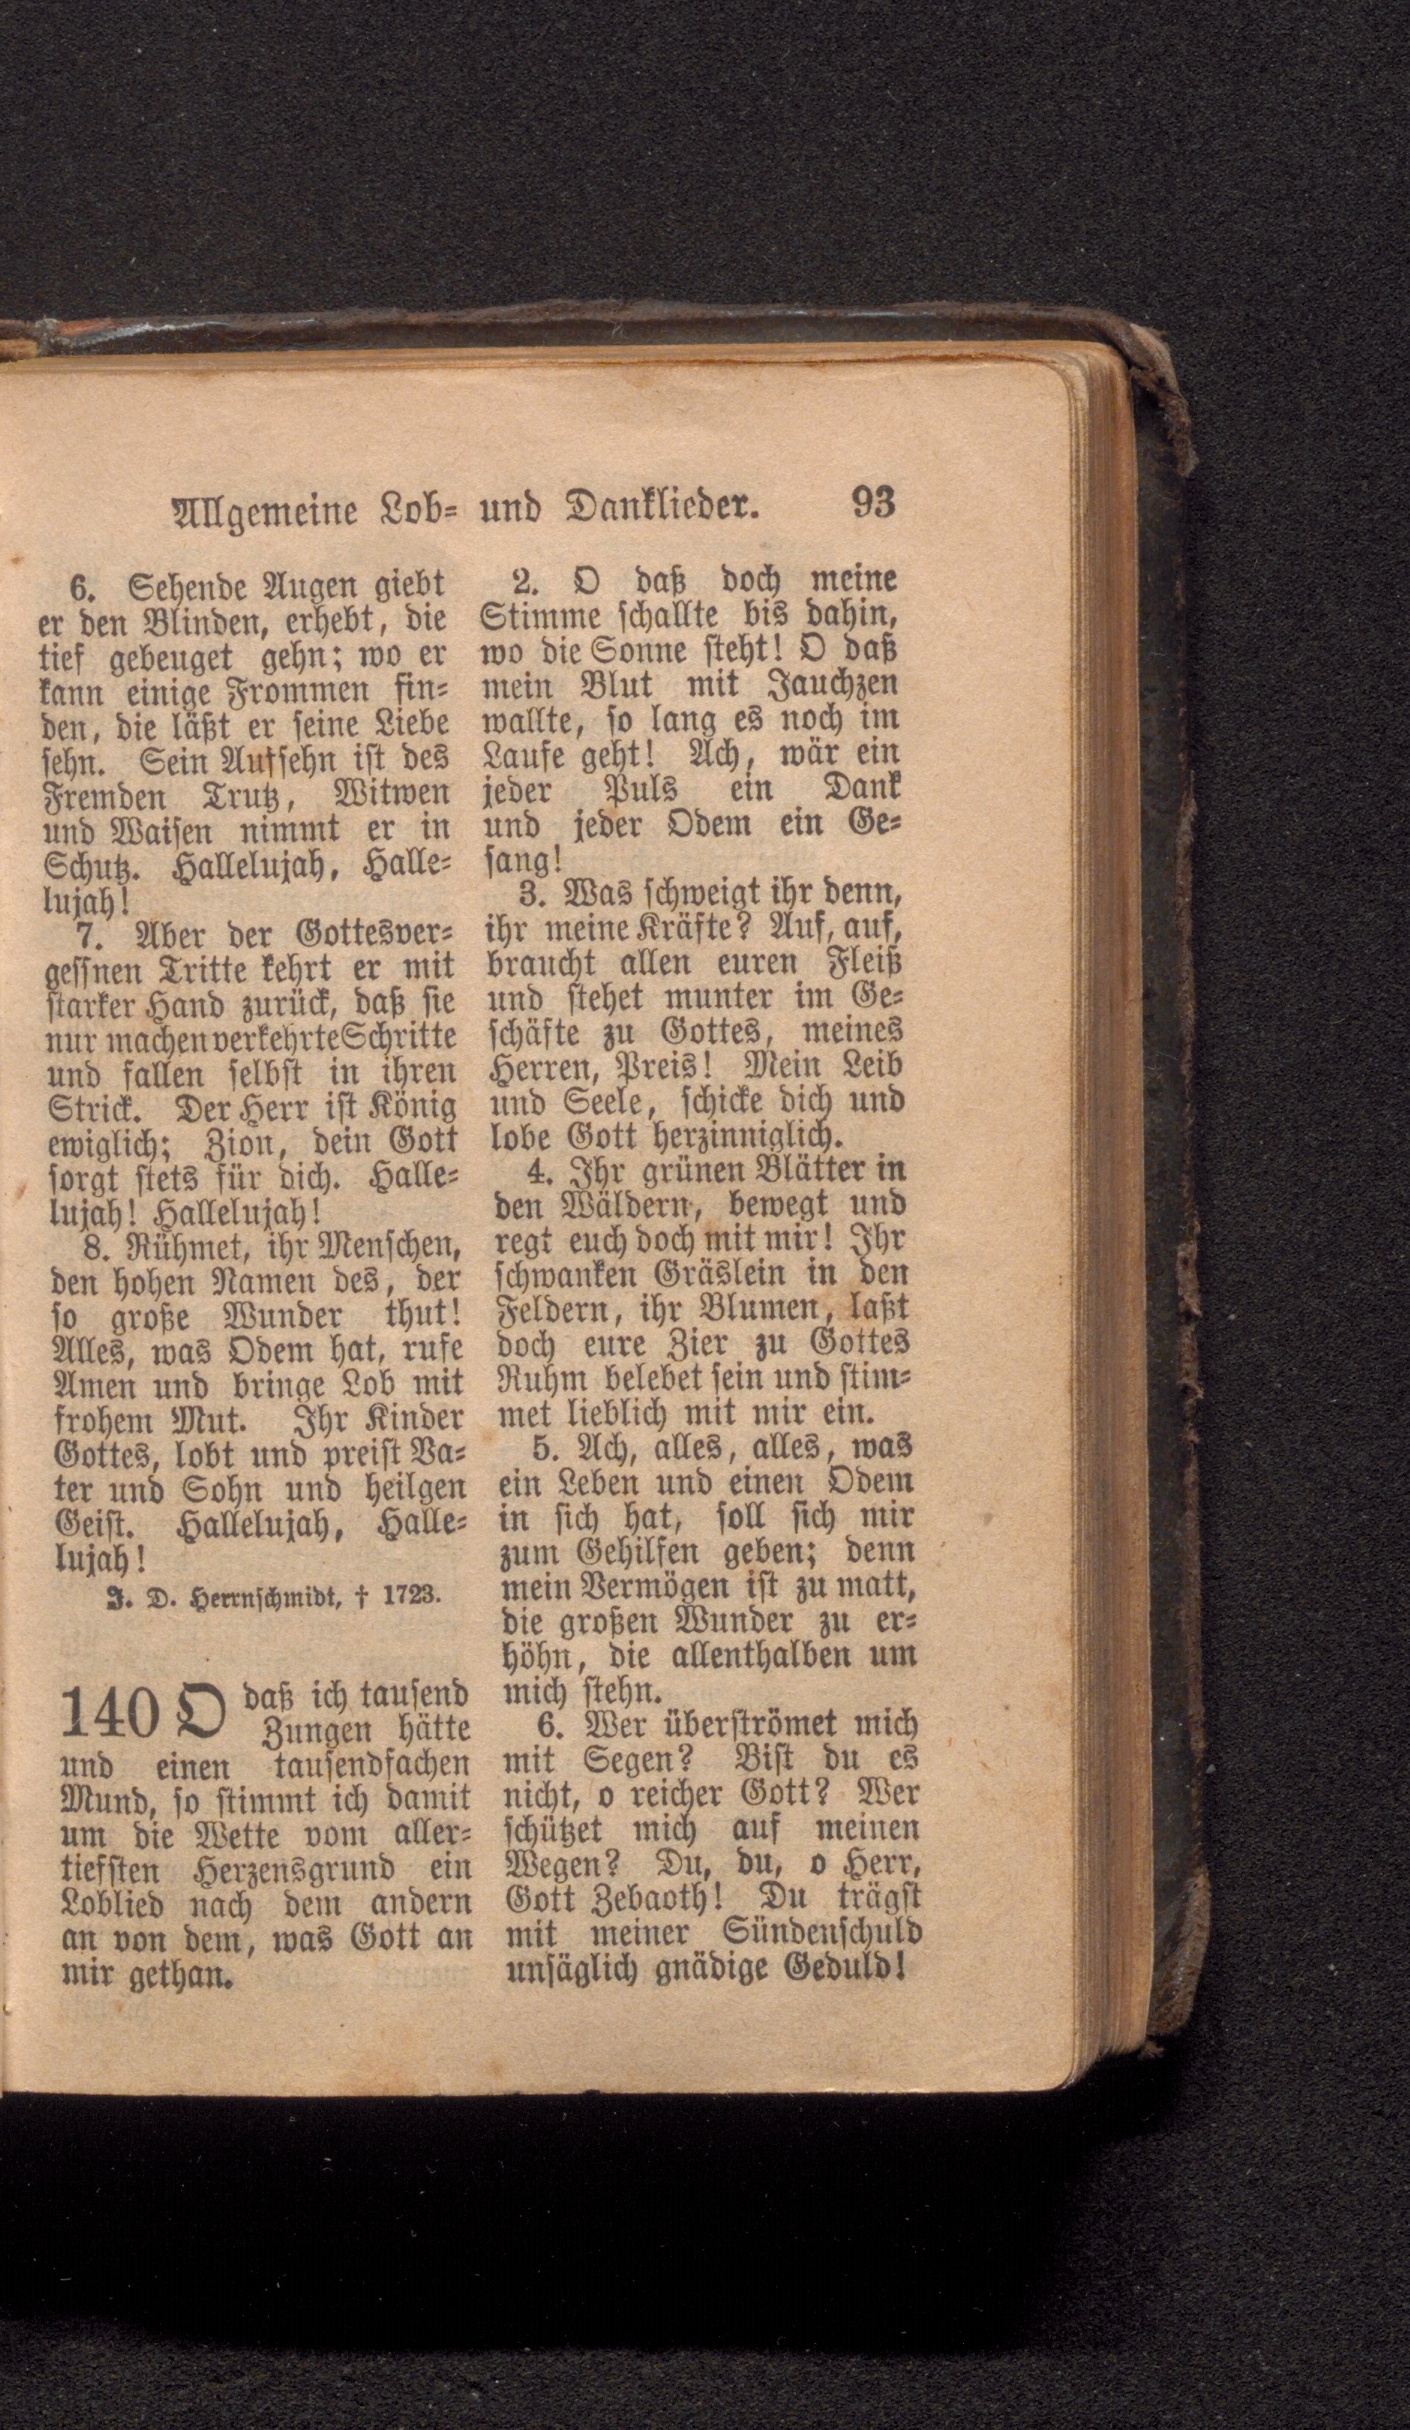 Allgemeine Lob- und Danklieder. 93
6. Sehende Augen giebt
er den Blinden, erhebt, die
tief gebeuget gehn; wo er
kann einige Frommen fin-
den, die läßt er seine Liebe
sehn. Sein Aufsehn ist des
Fremden Trutz, Witwen
und Waisen nimmt er in
Schutz. Hallelujah, Halle-
lujah!
7. Aber der Gottesver-
gessnen Tritte kehrt er mit
starker Hand zurück, daß sie
nur machen verkehrte Schritte
und fallen selbst in ihren
Strick. Der Herr ist König
ewiglich; Zion, dein Gott
sorgt stets für dich. Halle-
lujah! Hallelujah!
8. Rühmet, ihr Menschen,
den hohen Namen des, der
so große Wunder thut!
Alles, was Odem hat, rufe
Amen und bringe Lob mit
frohem Mut. Ihr Kinder
Gottes, lobt und preist Va-
ter und Sohn und heilgen
Geist. Hallelujah, Halle-
lujah!
J. D. Herrnschmidt, † 1723.
140 O daß ich tausend
Zungen hätte
und einen tausendfachen
Mund, so stimmt ich damit
um die Wette vom aller-
tiefsten Herzensgrund ein
Loblied nach dem andern
an von dem, was Gott an
mir gethan.
2. O daß doch meine
Stimme schallte bis dahin,
wo die Sonne steht! O daß
mein Blut mit Jauchzen
wallte, so lang es noch im
Laufe geht! Ach, wär ein
jeder Puls ein Dank
und jeder Odem ein Ge-
sang!
3. Was schweigt ihr denn,
ihr meine Kräfte? Auf, auf,
braucht allen euren Fleiß
und stehet munter im Ge-
schäfte zu Gottes, meines
Herren, Preis! Mein Leib
und Seele, schicke dich und
lobe Gott herzinniglich.
4. Ihr grünen Blätter in
den Wäldern, bewegt und
regt euch doch mit mir! Ihr
schwanken Gräslein in den
Feldern, ihr Blumen, laßt
doch eure Zier zu Gottes
Ruhm belebet sein und stim-
met lieblich mit mir ein.
5. Ach, alles, alles, was
ein Leben und einen Odem
in sich hat, soll sich mir
zum Gehilfen geben; denn
mein Vermögen ist zu matt,
die großen Wunder zu er-
höhn, die allenthalben um
mich stehn.
6. Wer überströmet mich
mit Segen? Bist du es
nicht, o reicher Gott? Wer
schützet mich auf meinen
Wegen? Du, du, o Herr,
Gott Zebaoth! Du trägst
mit meiner Sündenschuld
unsäglich gnädige Geduld!